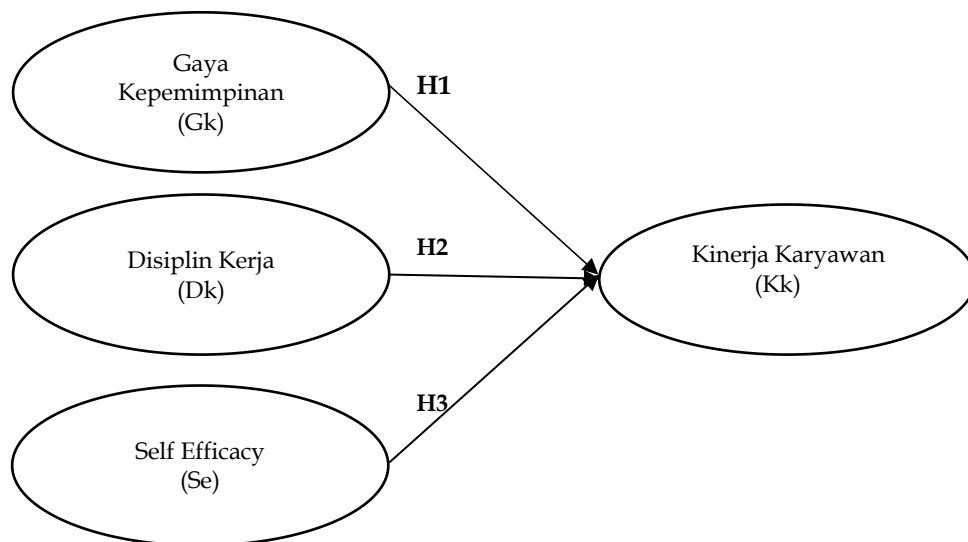 Gaya
Kepemimpinan
(Gk)
H1
Disiplin Kerja
(Dk)
H2
Kinerja Karyawan
(Kk)
H3
Self Efficacy
(Se)